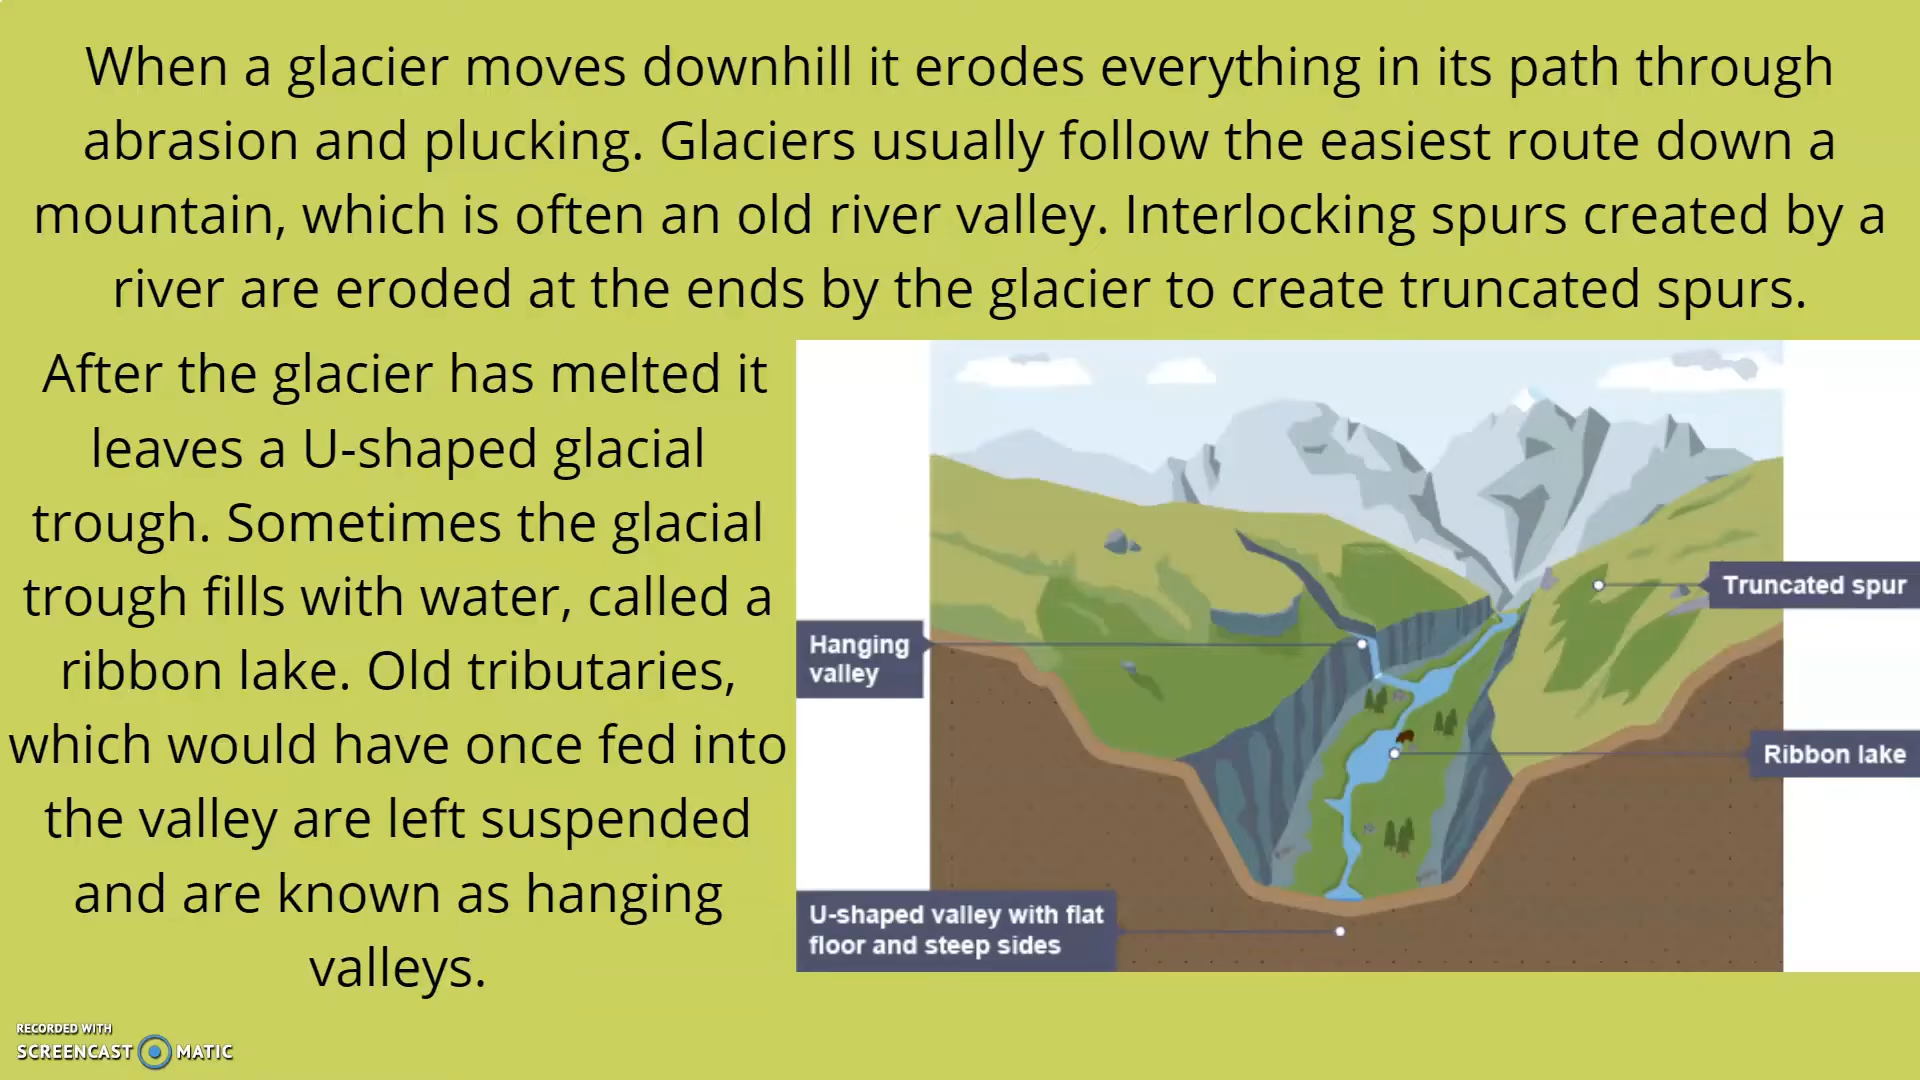 When a glacier moves downhill it erodes everything in its path through
abrasion and plucking. Glaciers usually follow the easiest route down a
mountain, which is often an old river valley. Interlocking spurs created by a
river are eroded at the ends by the glacier to create truncated spurs.
After the glacier has melted it
leaves a U-shaped glacial
trough. Sometimes the glacial
trough fills with water, called a
ribbon lake. Old tributaries,
which would have once fed into
the valley are left suspended
and are known as hanging
valleys.
Truncated spur
Hanging
valley
Ribbon lake
U-shaped valley with flat
floor and steep sides
RECORDED WITH
SCREENCAST MATIC